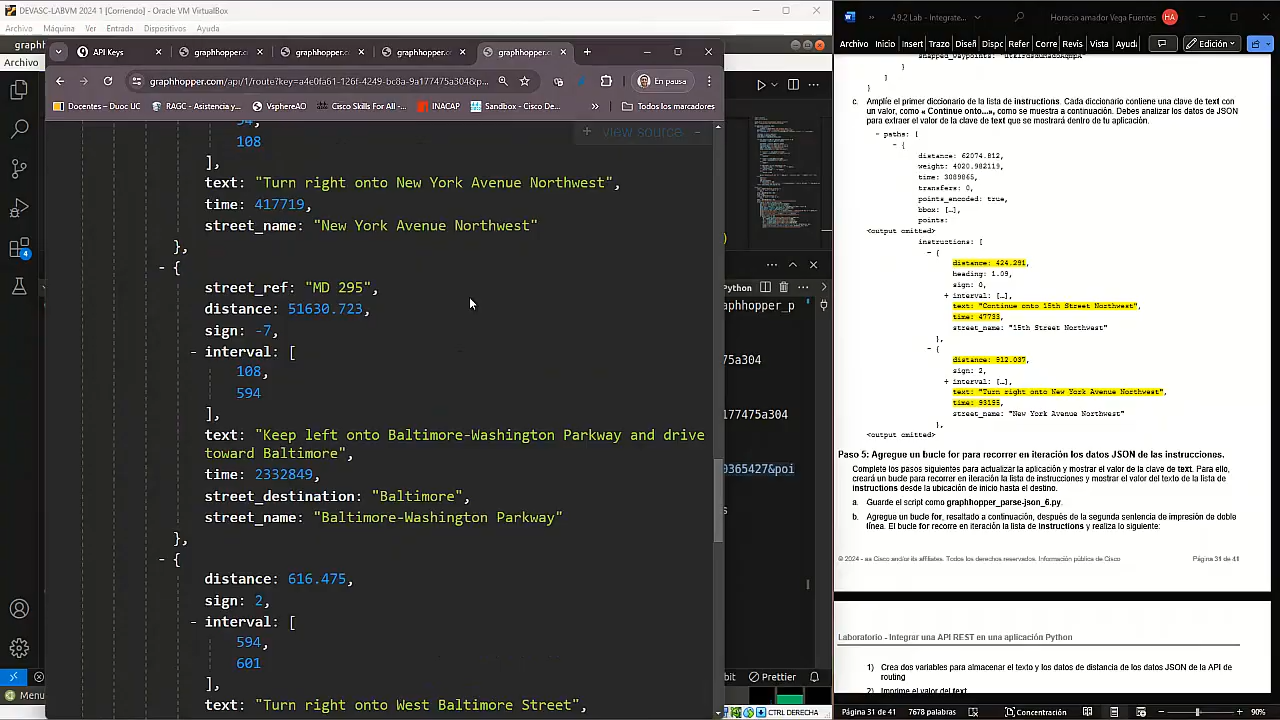 DEVASC-LABVM 2024 1 [Corriendo] - Oracle VM VirtualBox
Archivo Máquina Ver Entrada Dispositivos Ayuda
API K
graphhopper.c
graphhopper.c
graphhopper.c
graphhopper.c
Archivo
graphhopper.com/api/1/route?key=a4e0fa61-126f-4249-bc8a-9a177475a304&p...
En pausa
Docentes – Duoc UC
RAGC - Asistencia y...
VsphereAO
Cisco Skills For All -...
INACAP
Sandbox - Cisco De...
»
Todos los marcadores
view source
108
],
text: "Turn right onto New York Avenue Northwest",
time: 417719,
street_name: "New York Avenue Northwest"
},
- {
street_ref: "MD 295",
distance: 51630.723,
sign: -7,
- interval: [
108,
594
],
text: "Keep left onto Baltimore-Washington Parkway and drive
toward Baltimore",
time: 2332849,
street_destination: "Baltimore",
street_name: "Baltimore-Washington Parkway"
},
- {
distance: 616.475,
sign: 2,
- interval: [
594,
601
],
"Turn right onto West Baltimore Street",
Python
aphhopper_p
75a304
177475a304
0365427&poi
bit
Prettier
4
Menu
CTRL DERECHA
4.9.2 Lab - Integrate...
Horacio amador Vega Fuentes
HA
Archivo Inicio Insert Trazo Diseñ Dispc Refer Corre Revis Vista Ayuda
Edición
}
]
}
c. Amplíe el primer diccionario de la lista de instructions. Cada diccionario contiene una clave de text con
un valor, como « Continue onto...», como se muestra a continuación. Debes analizar los datos de JSON
para extraer el valor de la clave de text que se mostrará dentro de tu aplicación.
- paths: [
- {
distance: 62074.812,
weight: 4020.982119,
time: 3089865,
transfers: 0,
points_encoded: true,
bbox: […],
points:
<output omitted>
instructions: [
- {
distance: 424.291,
heading: 1.09,
sign: 0,
+ interval: […],
text: "Continue onto 15th Street Northwest",
time: 47733,
street_name: "15th Street Northwest"
},
- {
distance: 912.037,
sign: 2,
+ interval: […],
text: "Turn right onto New York Avenue Northwest",
time: 93155,
street_name: "New York Avenue Northwest"
},
<output omitted>
Paso 5: Agregue un bucle for para recorrer en iteración los datos JSON de las instrucciones.
Complete los pasos siguientes para actualizar la aplicación y mostrar el valor de la clave de text. Para ello,
creará un bucle para recorrer en iteración la lista de instrucciones y mostrar el valor del texto de la lista de
instructions desde la ubicación de inicio hasta el destino.
a. Guarde el script como graphhopper_parse-json_6.py.
b. Agregue un bucle for, resaltado a continuación, después de la segunda sentencia de impresión de doble
línea. El bucle for recorre en iteración la lista de instructions y realiza lo siguiente:
© 2024 - aa Cisco and/or its affiliates. Todos los derechos reservados. Información pública de Cisco
Página 31 de 41
Laboratorio - Integrar una API REST en una aplicación Python
1) Crea dos variables para almacenar el texto y los datos de distancia de los datos JSON de la API de
routing
2) Imprime el valor del text
Página 31 de 41
7678 palabras
Concentración
90%